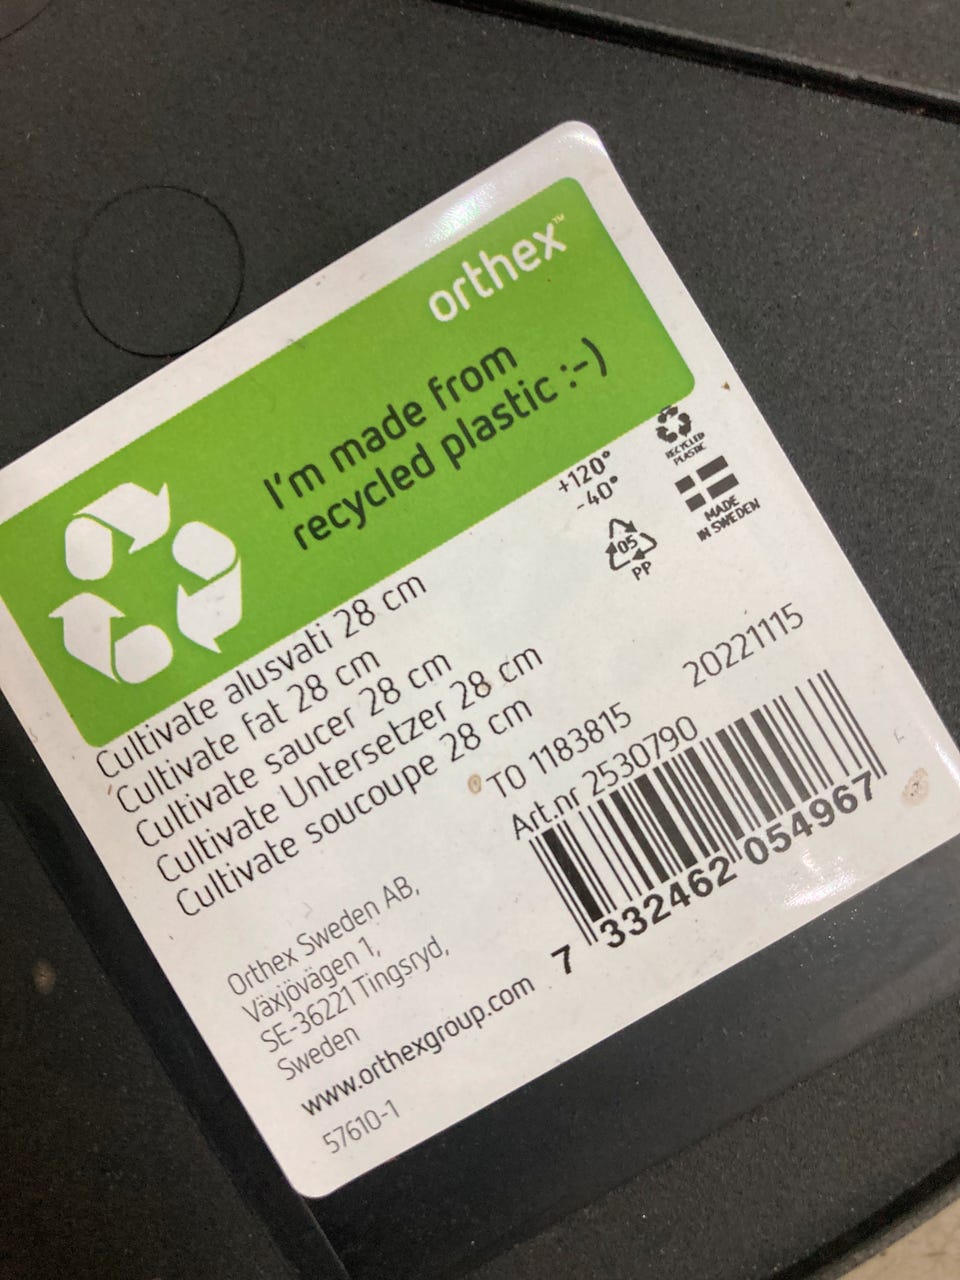 orthex™
I'm made from
recycled plastic :-)
RECYCLED
PLASTIC
+120°
-40°
MADE
IN SWEDEN
05
PP
Cultivate alusvati 28 cm
Cultivate fat 28 cm
Cultivate saucer 28 cm
Cultivate Untersetzer 28 cm
Cultivate soucoupe 28 cm
20221115
TO 1183815
Art.nr 2530790
7 332462 054967
Orthex Sweden AB,
Växjövägen 1,
SE-36221 Tingsryd,
Sweden
www.orthexgroup.com
57610-1